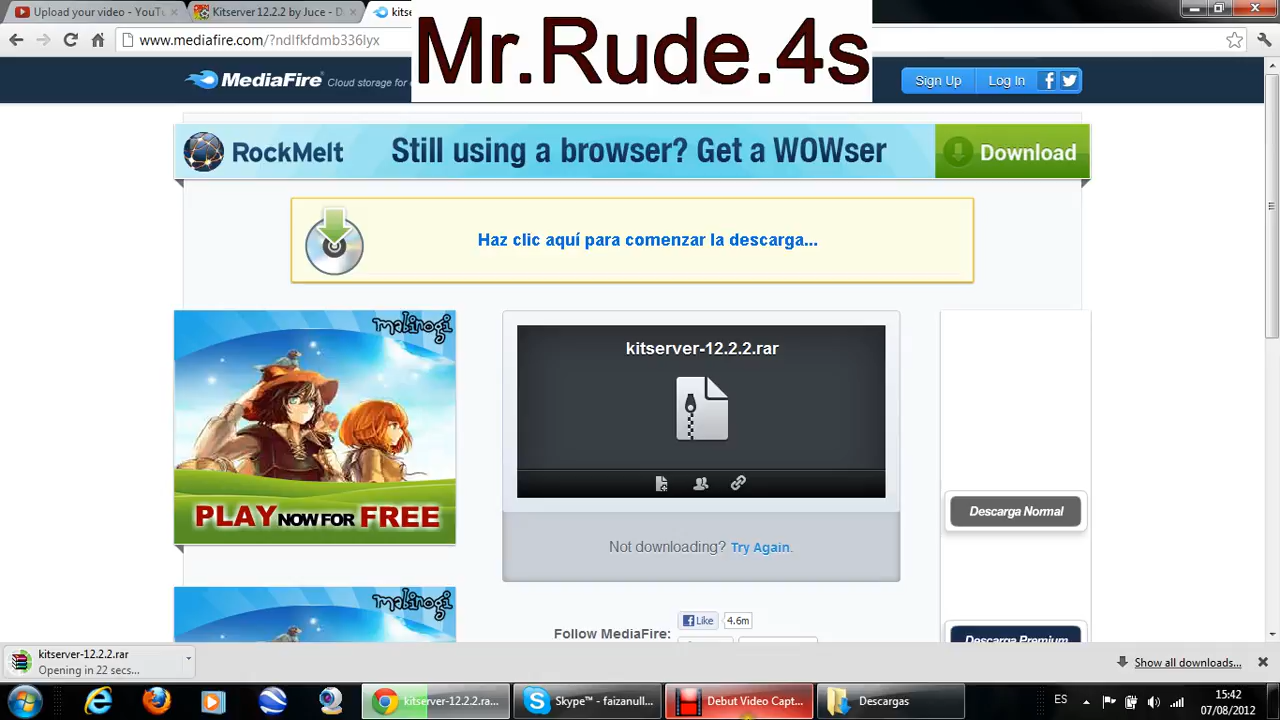 Upload your video - YouTu
Kitserver 12.2.2 by Juce - D
kits
www.mediafire.com/?ndlfkfdmb336lyx
Mr.Rude.4s
MediaFire
Cloud storage for
Sign Up
Log In
RockMelt
Still using a browser? Get a WOWser
Download
Haz clic aquí para comenzar la descarga...
mabinogi
PLAY NOW FOR FREE
kitserver-12.2.2.rar
Descarga Normal
Not downloading? Try Again.
mabinogi
Like
4.6m
Follow MediaFire:
Descarga Premium
kitserver-12.2.2.rar
Opening in 22 secs...
Show all downloads...
kitserver-12.2.2.ra...
Skype™ - faizanull...
Debut Video Capt...
Descargas
ES
15:42
07/08/2012